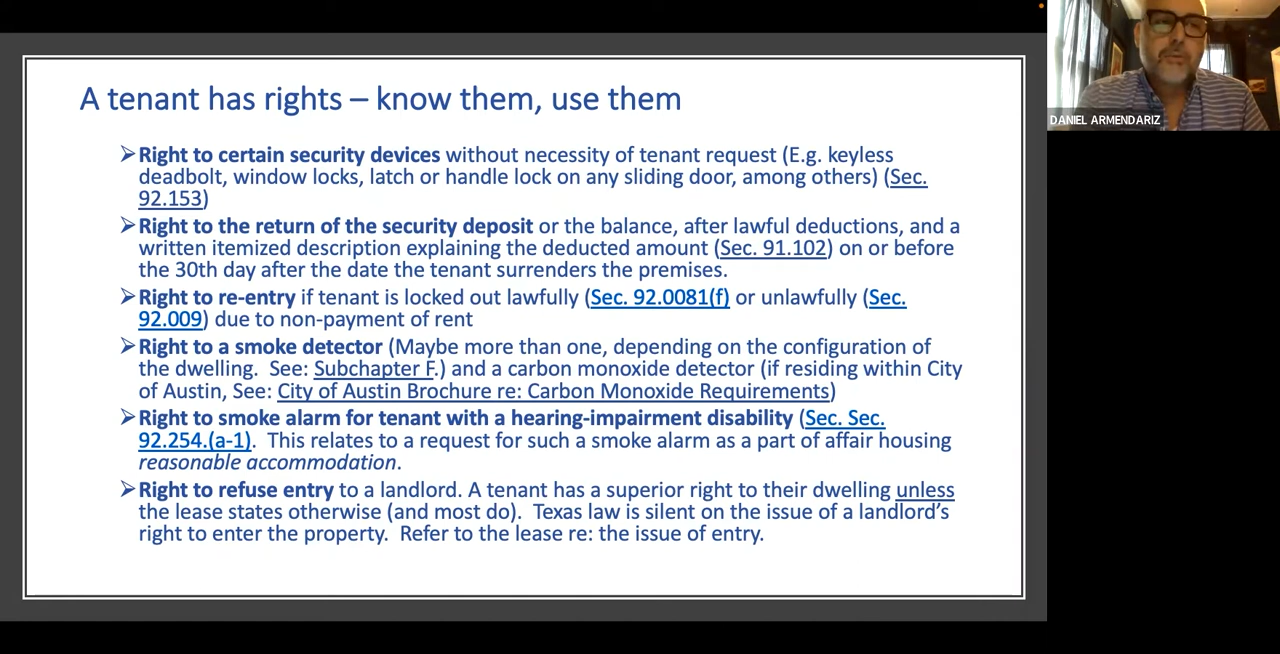 A tenant has rights – know them, use them
➢Right to certain security devices without necessity of tenant request (E.g. keyless
deadbolt, window locks, latch or handle lock on any sliding door, among others) (Sec.
92.153)
➢Right to the return of the security deposit or the balance, after lawful deductions, and a
written itemized description explaining the deducted amount (Sec. 91.102) on or before
the 30th day after the date the tenant surrenders the premises.
➢Right to re-entry if tenant is locked out lawfully (Sec. 92.0081(f) or unlawfully (Sec.
92.009) due to non-payment of rent
➢Right to a smoke detector (Maybe more than one, depending on the configuration of
the dwelling. See: Subchapter F.) and a carbon monoxide detector (if residing within City
of Austin, See: City of Austin Brochure re: Carbon Monoxide Requirements)
➢Right to smoke alarm for tenant with a hearing-impairment disability (Sec. Sec.
92.254.(a-1). This relates to a request for such a smoke alarm as a part of affair housing
reasonable accommodation.
➢Right to refuse entry to a landlord. A tenant has a superior right to their dwelling unless
the lease states otherwise (and most do). Texas law is silent on the issue of a landlord's
right to enter the property. Refer to the lease re: the issue of entry.
DANIEL ARMENDARIZ